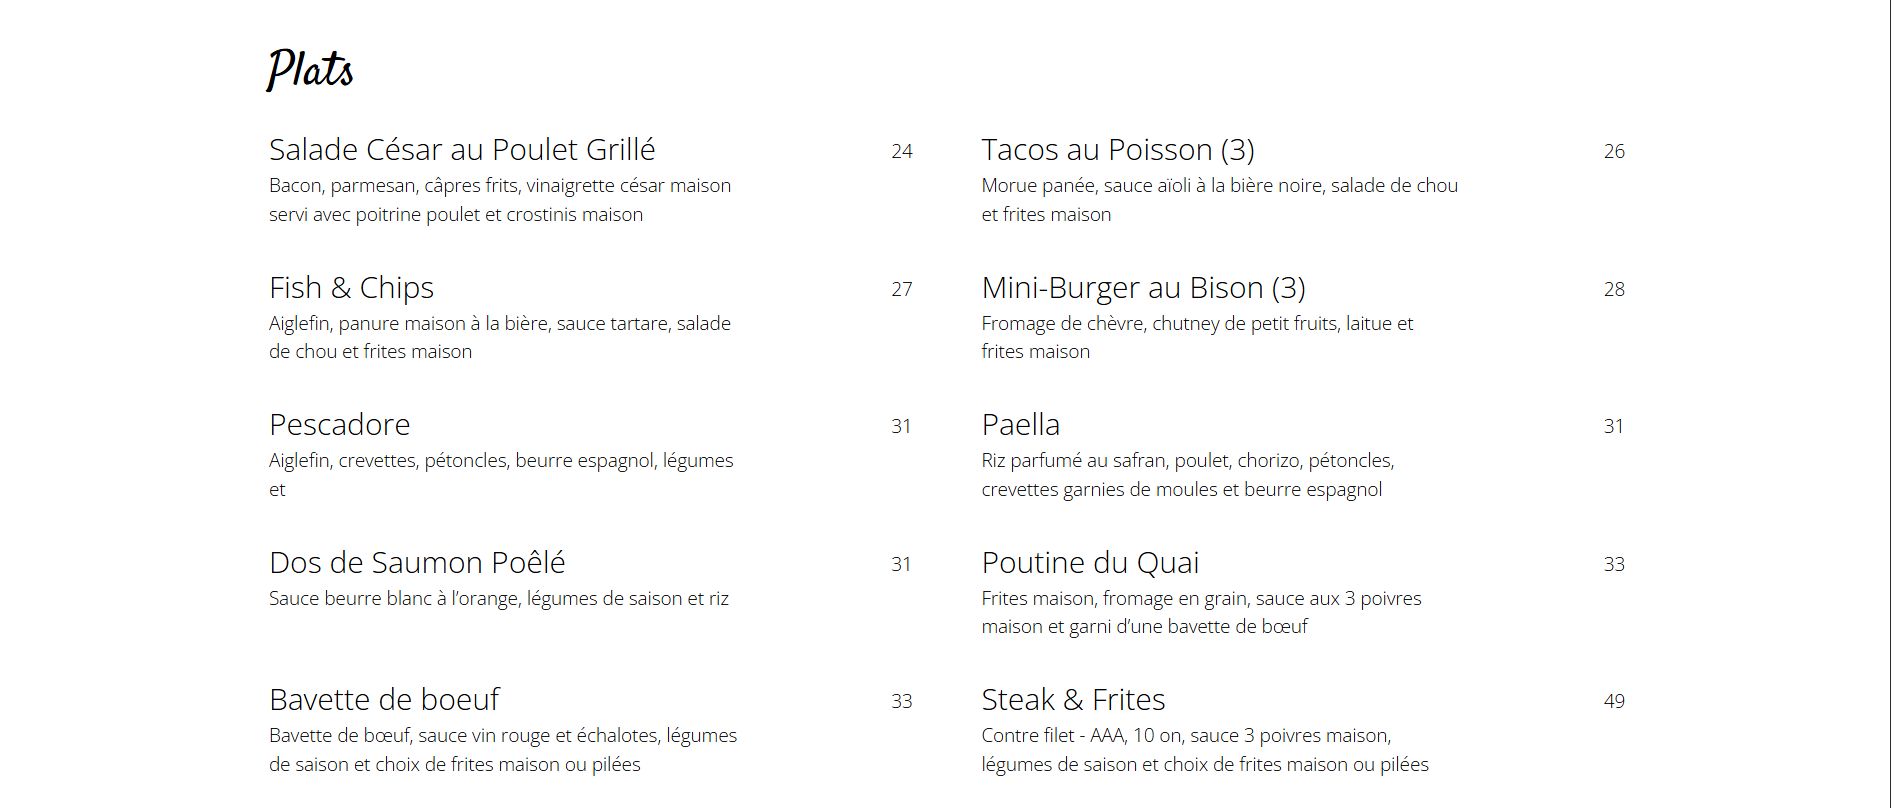 Plats
Salade César au Poulet Grillé 24
Bacon, parmesan, câpres frits, vinaigrette césar maison
servi avec poitrine poulet et crostinis maison
Tacos au Poisson (3) 26
Morue panée, sauce aïoli à la bière noire, salade de chou
et frites maison
Fish & Chips 27
Aiglefin, panure maison à la bière, sauce tartare, salade
de chou et frites maison
Mini-Burger au Bison (3) 28
Fromage de chèvre, chutney de petit fruits, laitue et
frites maison
Pescadore 31
Aiglefin, crevettes, pétoncles, beurre espagnol, légumes
et
Paella 31
Riz parfumé au safran, poulet, chorizo, pétoncles,
crevettes garnies de moules et beurre espagnol
Dos de Saumon Poêlé 31
Sauce beurre blanc à l’orange, légumes de saison et riz
Poutine du Quai 33
Frites maison, fromage en grain, sauce aux 3 poivres
maison et garni d’une bavette de bœuf
Bavette de boeuf 33
Bavette de bœuf, sauce vin rouge et échalotes, légumes
de saison et choix de frites maison ou pilées
Steak & Frites 49
Contre filet - AAA, 10 on, sauce 3 poivres maison,
légumes de saison et choix de frites maison ou pilées